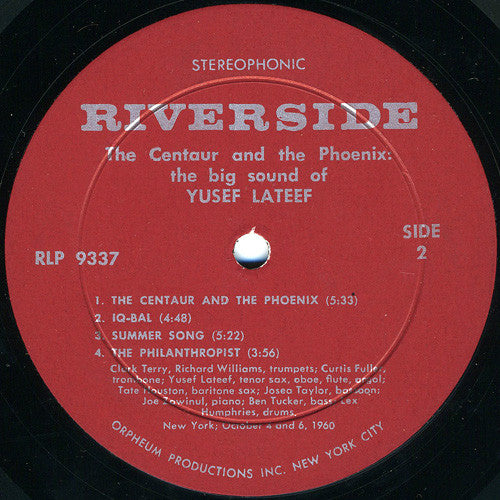 STEREOPHONIC
RIVERSIDE
The Centaur and the Phoenix:
the big sound of
YUSEF LATEEF
SIDE
2
RLP 9337
1. THE CENTAUR AND THE PHOENIX (5:33)
2. IQ-BAL (4:48)
3. SUMMER SONG (5:22)
4. THE PHILANTHROPIST (3:56)
Clark Terry, Richard Williams, trumpets; Curtis Fuller,
trombone; Yusef Lateef, tenor sax, oboe, flute, argol;
Tate Houston, baritone sax; Josea Taylor, bassoon;
Joe Zawinul, piano; Ben Tucker, bass; Lex
Humphries, drums.
New York; October 4 and 6, 1960
ORPHEUM PRODUCTIONS INC. NEW YORK CITY